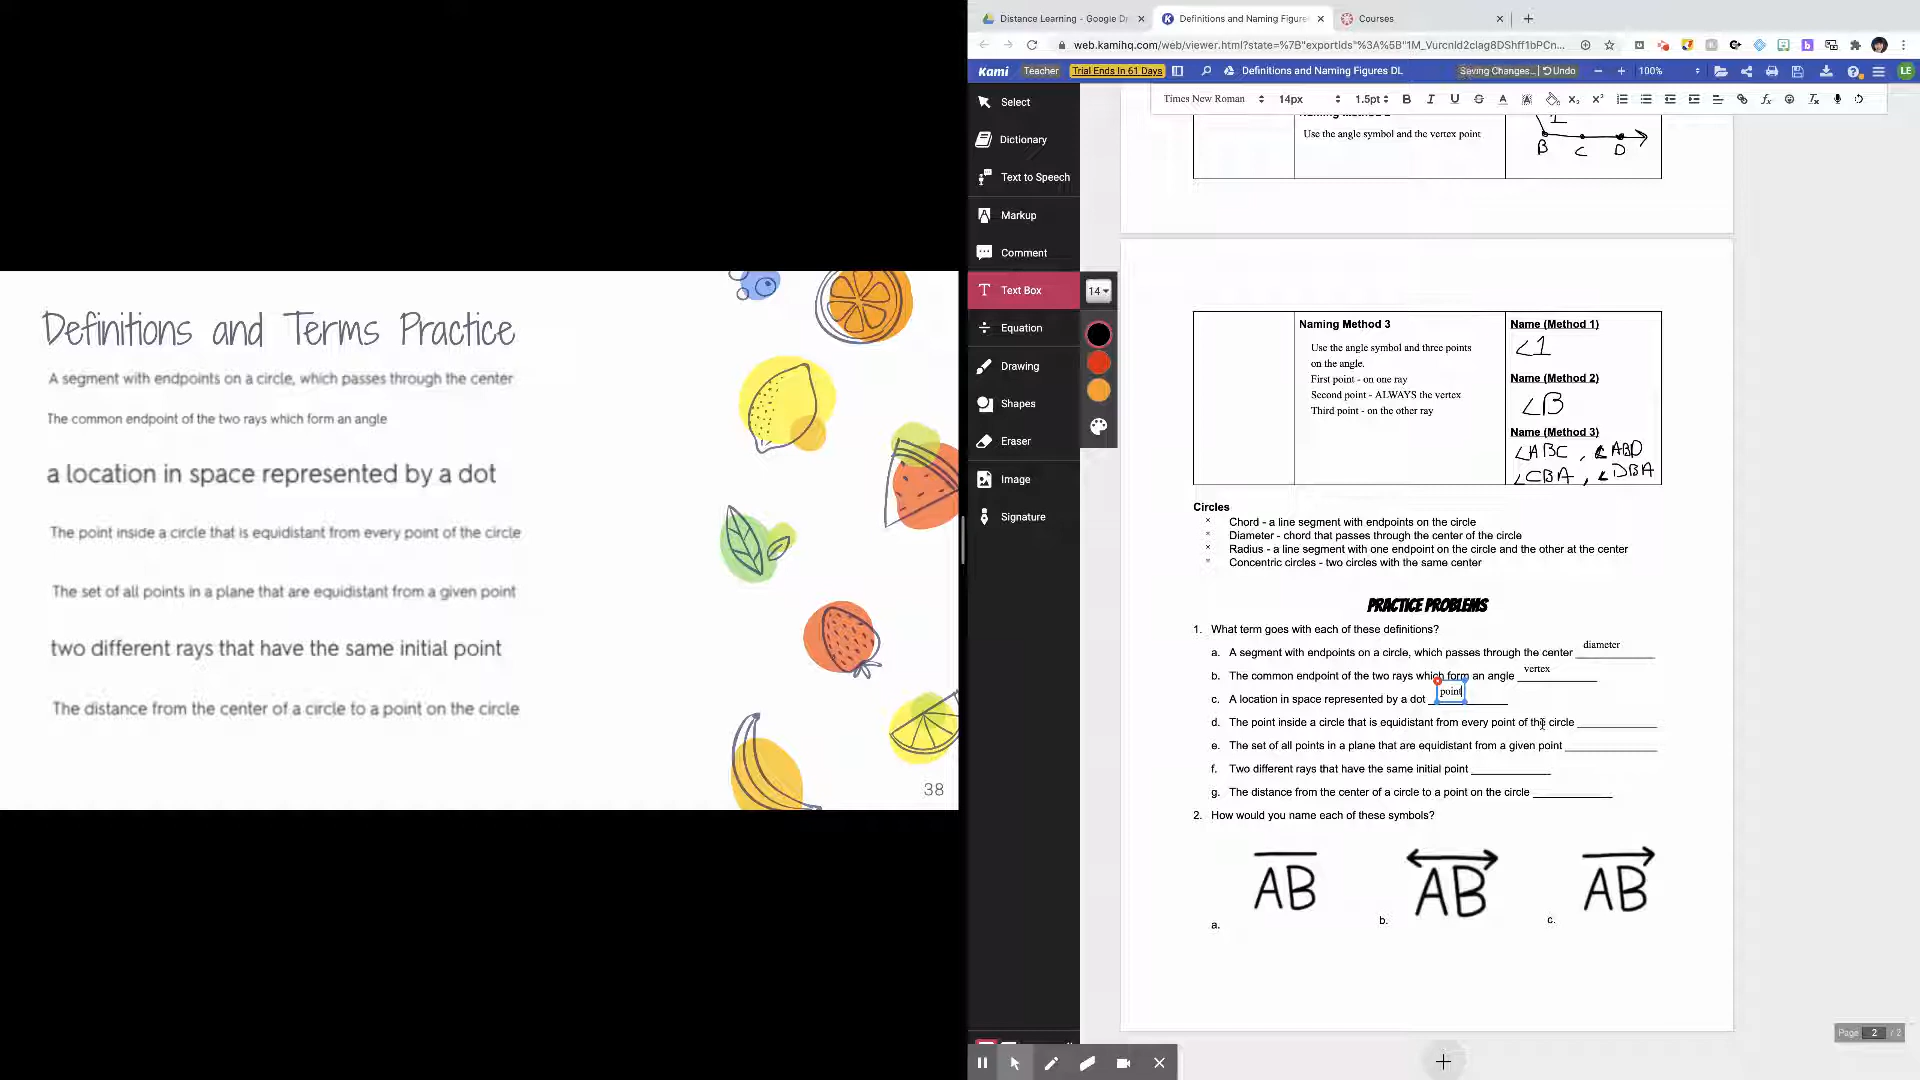 Definitions and Terms Practice
A segment with endpoints on a circle, which passes through the center
The common endpoint of the two rays which form an angle
a location in space represented by a dot
The point inside a circle that is equidistant from every point of the circle
The set of all points in a plane that are equidistant from a given point
two different rays that have the same initial point
The distance from the center of a circle to a point on the circle
38
Distance Learning - Google Dr
Definitions and Naming Figure
Courses
web.kamihq.com/web/viewer.html?state=%7B"exportIds"%3A%5B"1M_Vurcnld2clag8DShff1bPCn...
Kami
Teacher
Trial Ends In 61 Days
Definitions and Naming Figures DL
Saving Changes...
Undo
100%
LE
Times New Roman
14px
1.5pt
Select
Dictionary
Text to Speech
Markup
Comment
Text Box
14
Equation
Drawing
Shapes
Eraser
Image
Signature
Use the angle symbol and the vertex point
1
B C D
Naming Method 3
Use the angle symbol and three points
on the angle.
First point - on one ray
Second point - ALWAYS the vertex
Third point - on the other ray
Name (Method 1)
∠1
Name (Method 2)
∠B
Name (Method 3)
∠ABC , ∠ABD
∠CBA , ∠DBA
Circles
Chord - a line segment with endpoints on the circle
Diameter - chord that passes through the center of the circle
Radius - a line segment with one endpoint on the circle and the other at the center
Concentric circles - two circles with the same center
PRACTICE PROBLEMS
1. What term goes with each of these definitions?
a. A segment with endpoints on a circle, which passes through the center diameter
b. The common endpoint of the two rays which form an angle vertex
c. A location in space represented by a dot point
d. The point inside a circle that is equidistant from every point of the circle
e. The set of all points in a plane that are equidistant from a given point
f. Two different rays that have the same initial point
g. The distance from the center of a circle to a point on the circle
2. How would you name each of these symbols?
a. AB
b. AB
c. AB
Page 2 / 2